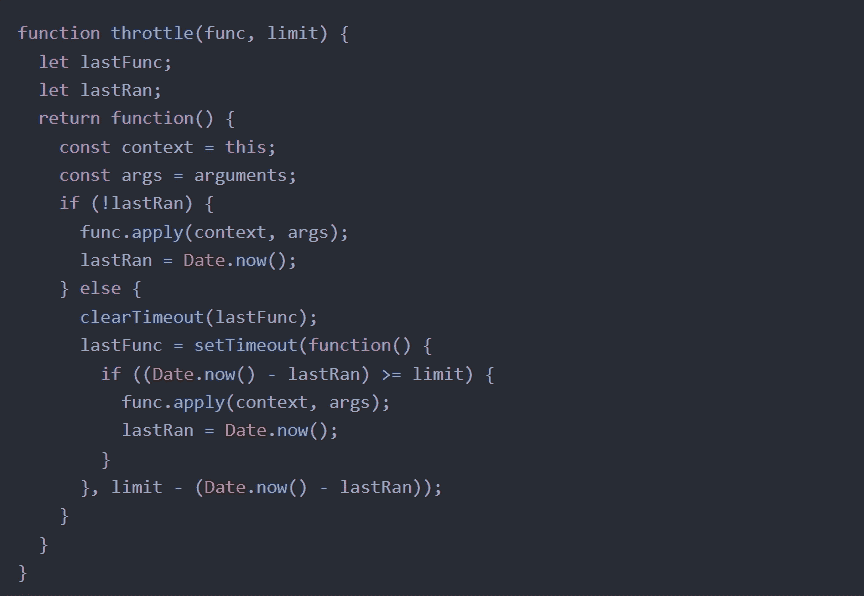 function throttle(func, limit) {
  let lastFunc;
  let lastRan;
  return function() {
    const context = this;
    const args = arguments;
    if (!lastRan) {
      func.apply(context, args);
      lastRan = Date.now();
    } else {
      clearTimeout(lastFunc);
      lastFunc = setTimeout(function() {
        if ((Date.now() - lastRan) >= limit) {
          func.apply(context, args);
          lastRan = Date.now();
        }
      }, limit - (Date.now() - lastRan));
    }
  }
}